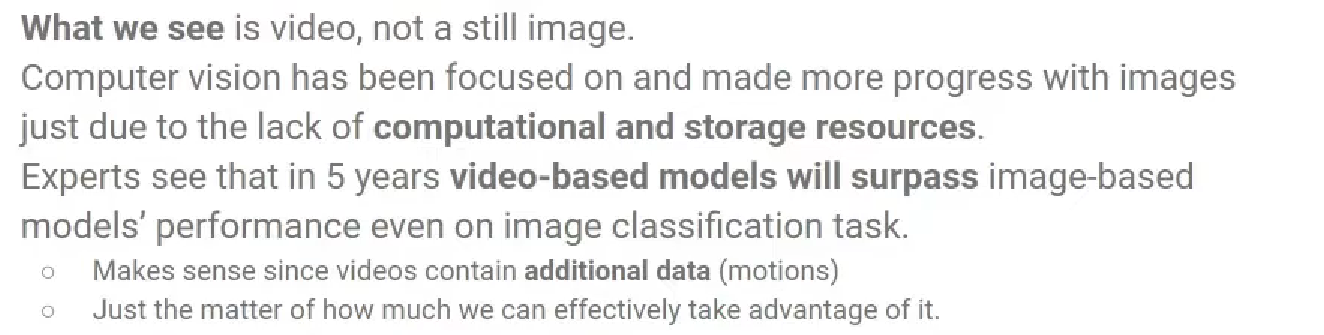 What we see is video, not a still image.
Computer vision has been focused on and made more progress with images
just due to the lack of computational and storage resources.
Experts see that in 5 years video-based models will surpass image-based
models’ performance even on image classification task.
○ Makes sense since videos contain additional data (motions)
○ Just the matter of how much we can effectively take advantage of it.